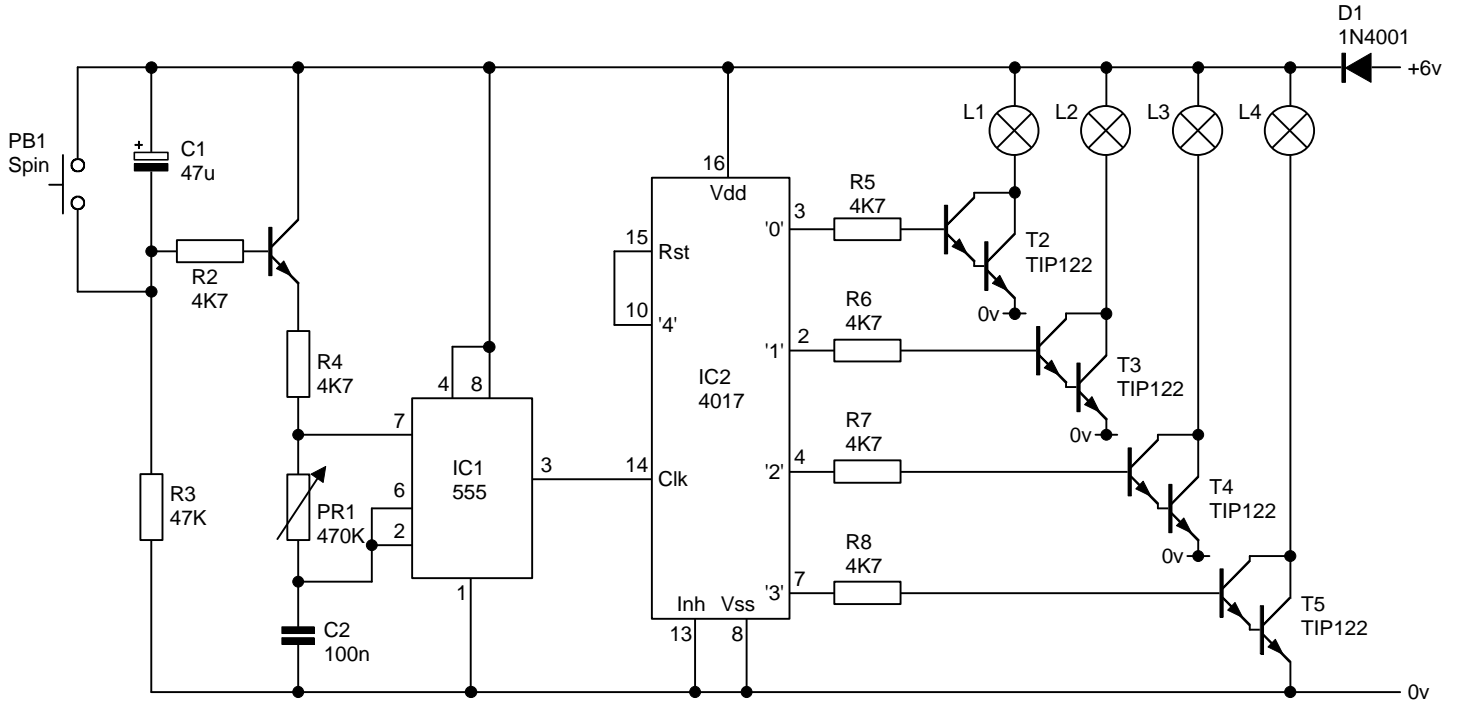 D1
1N4001
+6v
PB1
Spin
+
C1
47u
R2
4K7
R4
4K7
R3
47K
PR1
470K
C2
100n
4
8
7
6
2
IC1
555
3
1
16
Vdd
15
Rst
10
'4'
14
Clk
IC2
4017
Inh
Vss
13
8
'0'
3
'1'
2
'2'
4
'3'
7
R5
4K7
R6
4K7
R7
4K7
R8
4K7
L1
L2
L3
L4
T2
TIP122
0v
T3
TIP122
0v
T4
TIP122
0v
T5
TIP122
0v